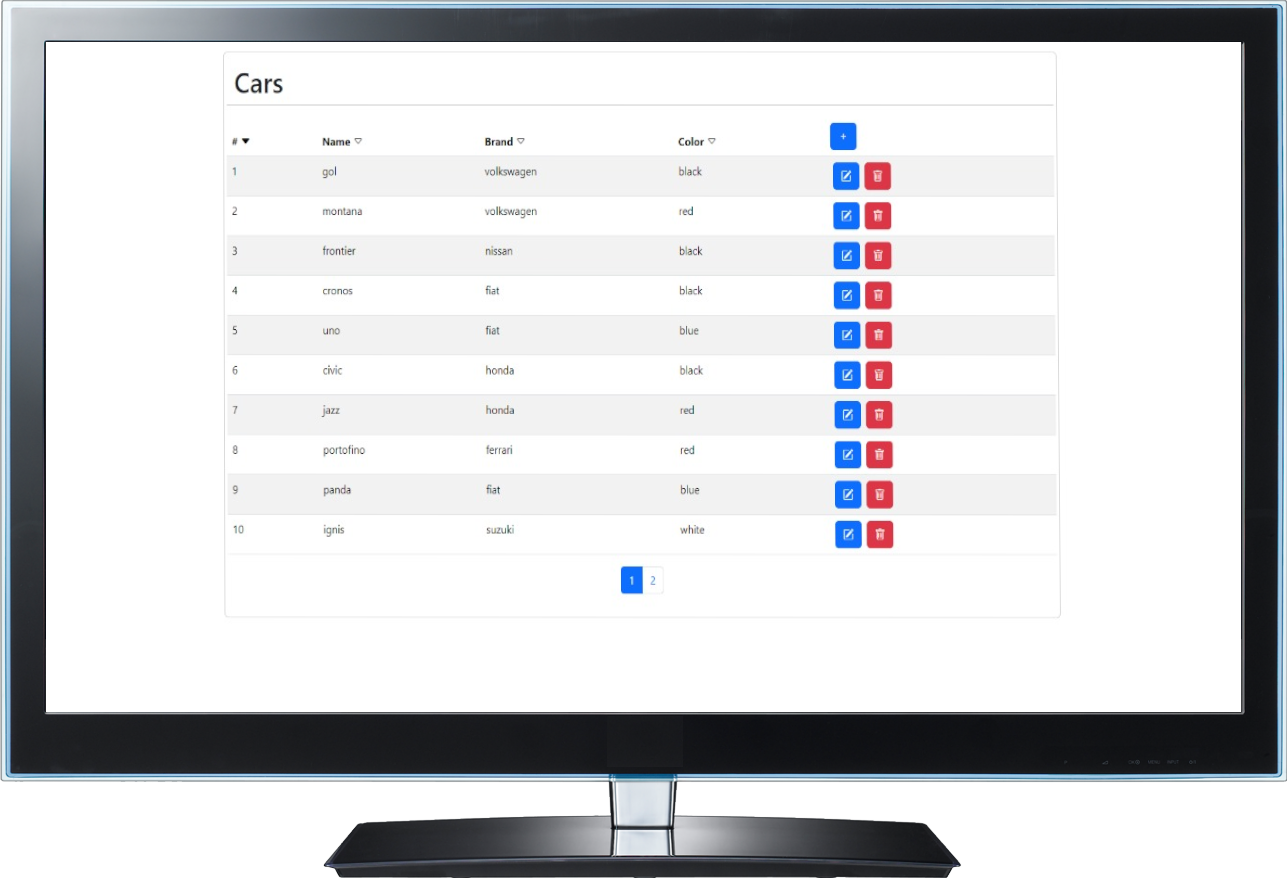 Cars
# ▼ Name ▽ Brand ▽ Color ▽ +
1 gol volkswagen black
2 montana volkswagen red
3 frontier nissan black
4 cronos fiat black
5 uno fiat blue
6 civic honda black
7 jazz honda red
8 portofino ferrari red
9 panda fiat blue
10 ignis suzuki white
1 2